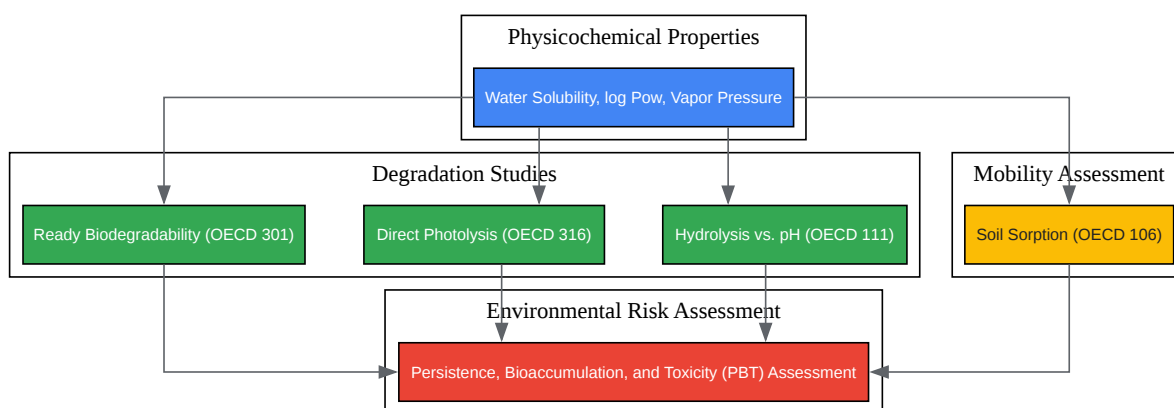 Physicochemical Properties
Water Solubility, log Pow, Vapor Pressure
Degradation Studies
Mobility Assessment
Ready Biodegradability (OECD 301)
Direct Photolysis (OECD 316)
Hydrolysis vs. pH (OECD 111)
Soil Sorption (OECD 106)
Environmental Risk Assessment
Persistence, Bioaccumulation, and Toxicity (PBT) Assessment